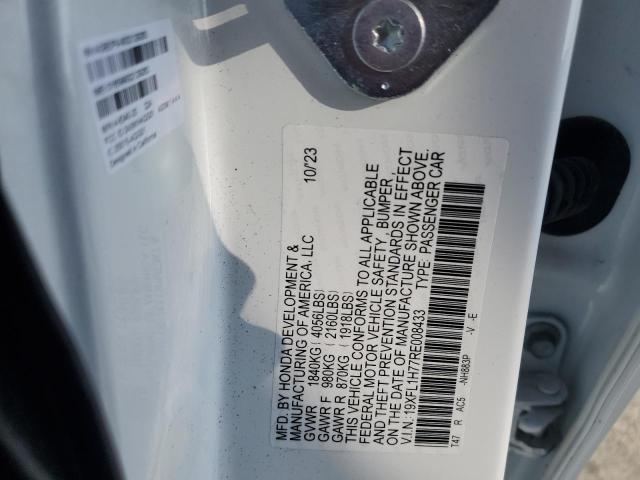 MFD. BY HONDA DEVELOPMENT &
MANUFACTURING OF AMERICA, LLC 10/'23
GVWR 1840KG ( 4056LBS)
GAWR F 980KG ( 2160LBS)
GAWR R 870KG ( 1918LBS)
THIS VEHICLE CONFORMS TO ALL APPLICABLE
FEDERAL MOTOR VEHICLE SAFETY, BUMPER,
AND THEFT PREVENTION STANDARDS IN EFFECT
ON THE DATE OF MANUFACTURE SHOWN ABOVE.
V.I.N.:19XFL1H77RE008433 TYPE: PASSENGER CAR
T47 R AC5 -NH883P -V -E